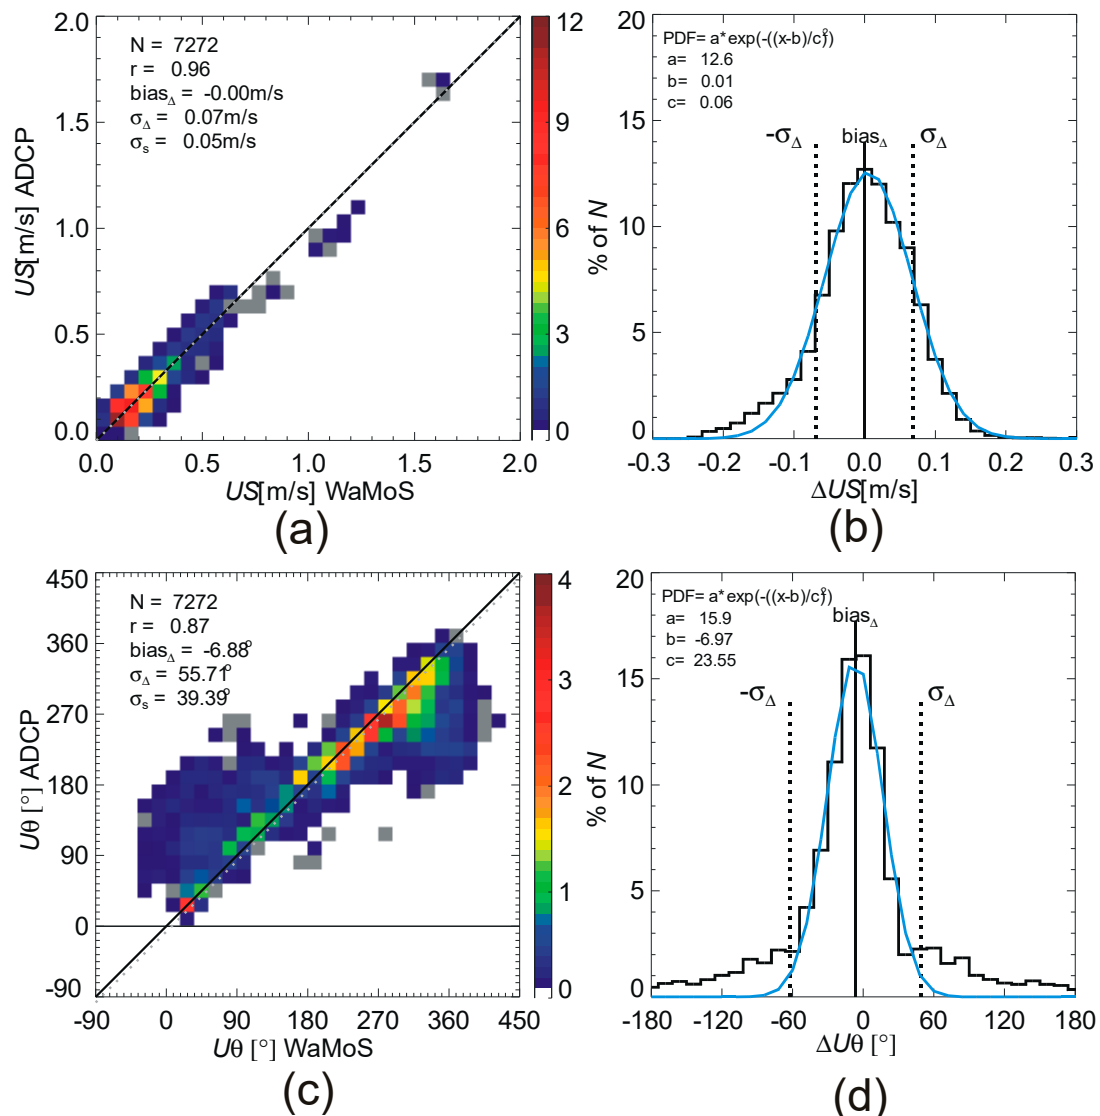 2.0
1.5
1.0
0.5
0.0
US[m/s] ADCP
N = 7272
r = 0.96
bias_Δ = -0.00m/s
σ_Δ = 0.07m/s
σ_s = 0.05m/s
0.0 0.5 1.0 1.5 2.0
US[m/s] WaMoS
(a)
12
9
6
3
0
% of N
20
15
10
5
0
PDF= a*exp(-((x-b)/c)²)
a= 12.6
b= 0.01
c= 0.06
-σ_Δ bias_Δ σ_Δ
-0.3 -0.1 0.0 0.1 0.3
ΔUS[m/s]
(b)
450
360
270
180
90
0
-90
Uθ [°] ADCP
N = 7272
r = 0.87
bias_Δ = -6.88°
σ_Δ = 55.71°
σ_s = 39.39°
-90 0 90 180 270 360 450
Uθ [°] WaMoS
(c)
4
3
2
1
0
% of N
20
15
10
5
0
PDF= a*exp(-((x-b)/c)²)
a= 15.9
b= -6.97
c= 23.55
bias_Δ
-σ_Δ σ_Δ
-180 -120 -60 0 60 120 180
ΔUθ [°]
(d)